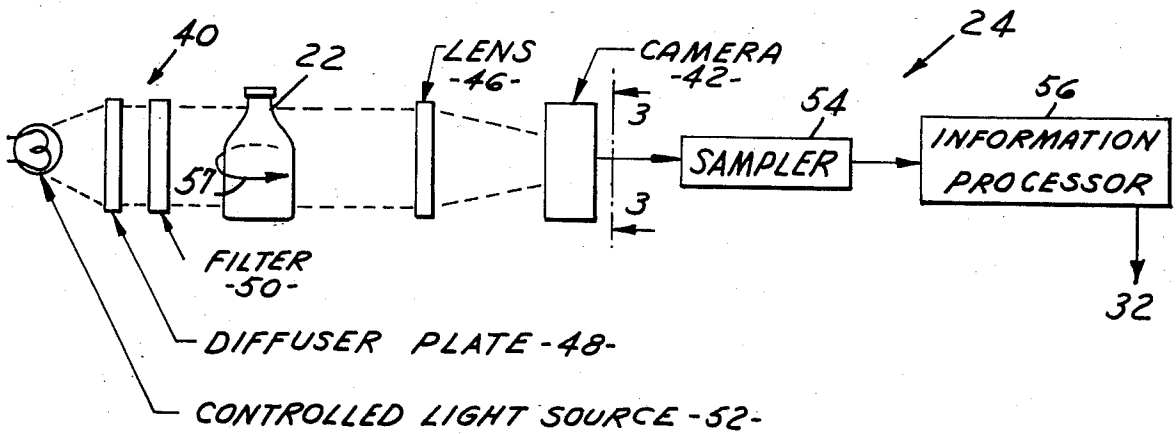 40
22
LENS
-46-
CAMERA
-42-
24
3
54
56
SAMPLER
INFORMATION
PROCESSOR
57
3
FILTER
-50-
32
DIFFUSER PLATE -48-
CONTROLLED LIGHT SOURCE -52-